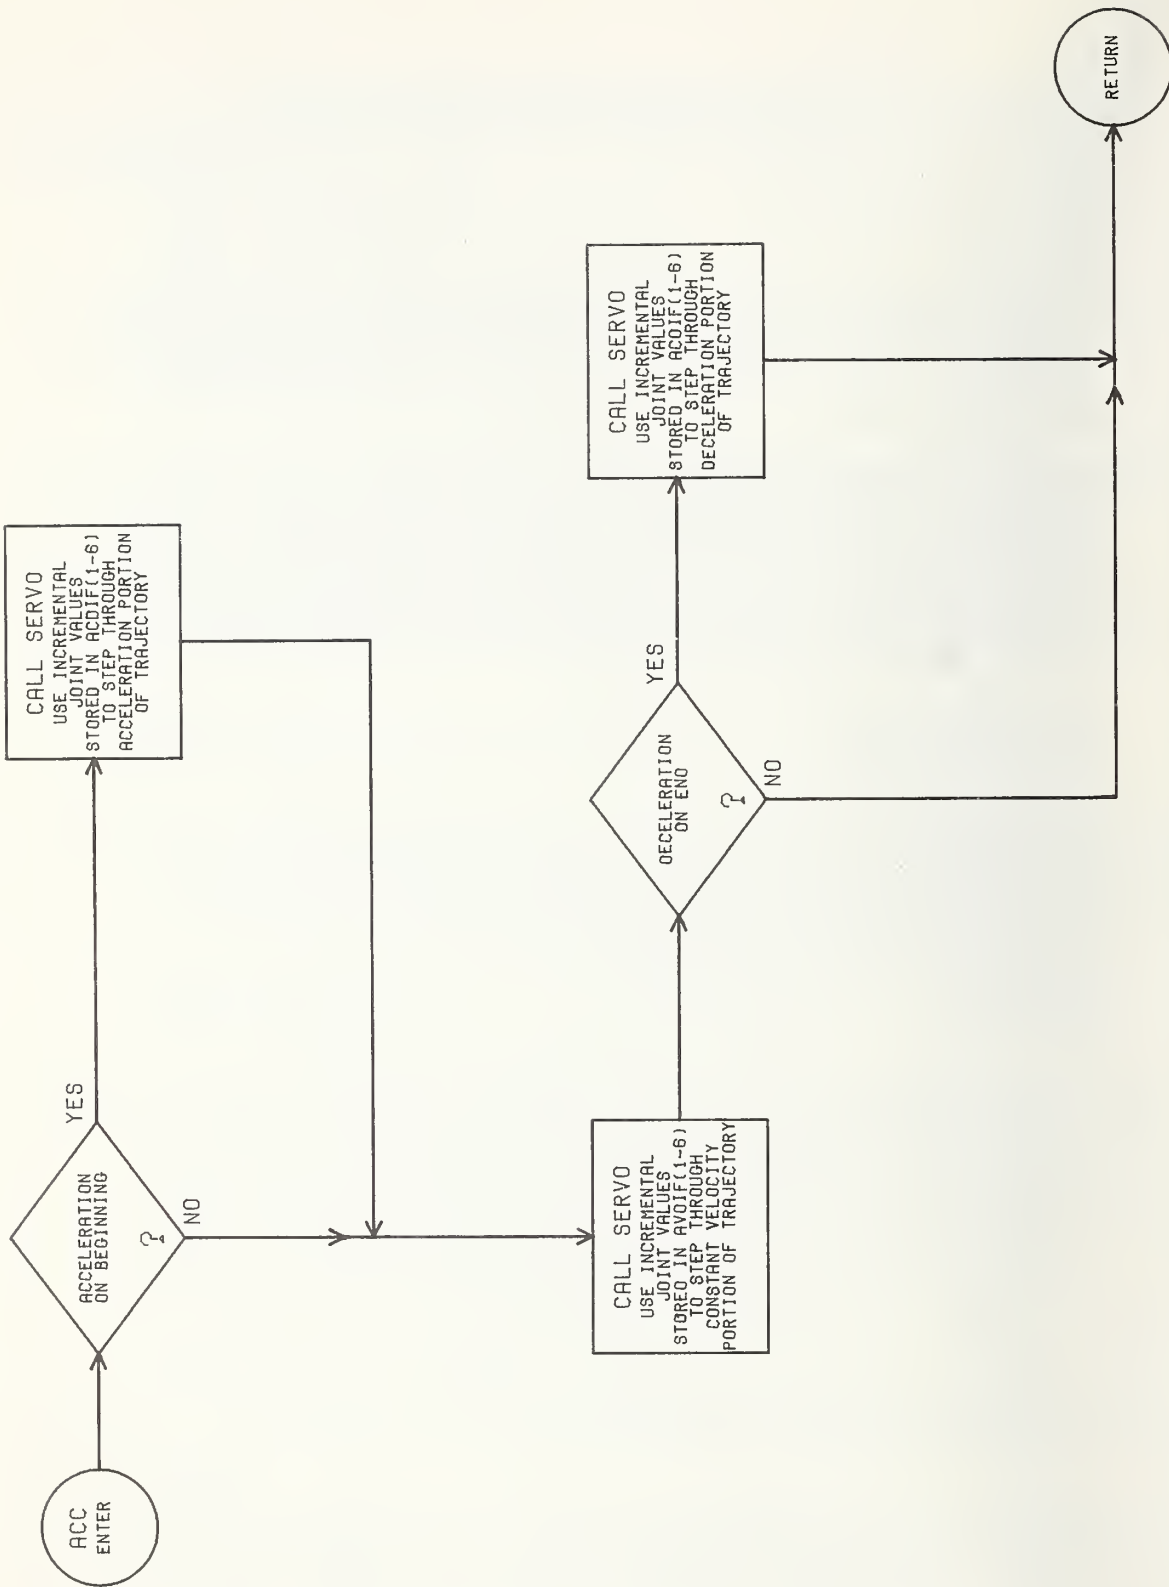 ACC
ENTER
ACCELERATION
ON BEGINNING
?
YES
NO
CALL SERVO
USE INCREMENTAL
JOINT VALUES
STORED IN ACDIF(1-6)
TO STEP THROUGH
ACCELERATION PORTION
OF TRAJECTORY
CALL SERVO
USE INCREMENTAL
JOINT VALUES
STORED IN AVDIF(1-6)
TO STEP THROUGH
CONSTANT VELOCITY
PORTION OF TRAJECTORY
DECELERATION
ON END
?
YES
NO
CALL SERVO
USE INCREMENTAL
JOINT VALUES
STORED IN ACDIF(1-6)
TO STEP THROUGH
DECELERATION PORTION
OF TRAJECTORY
RETURN